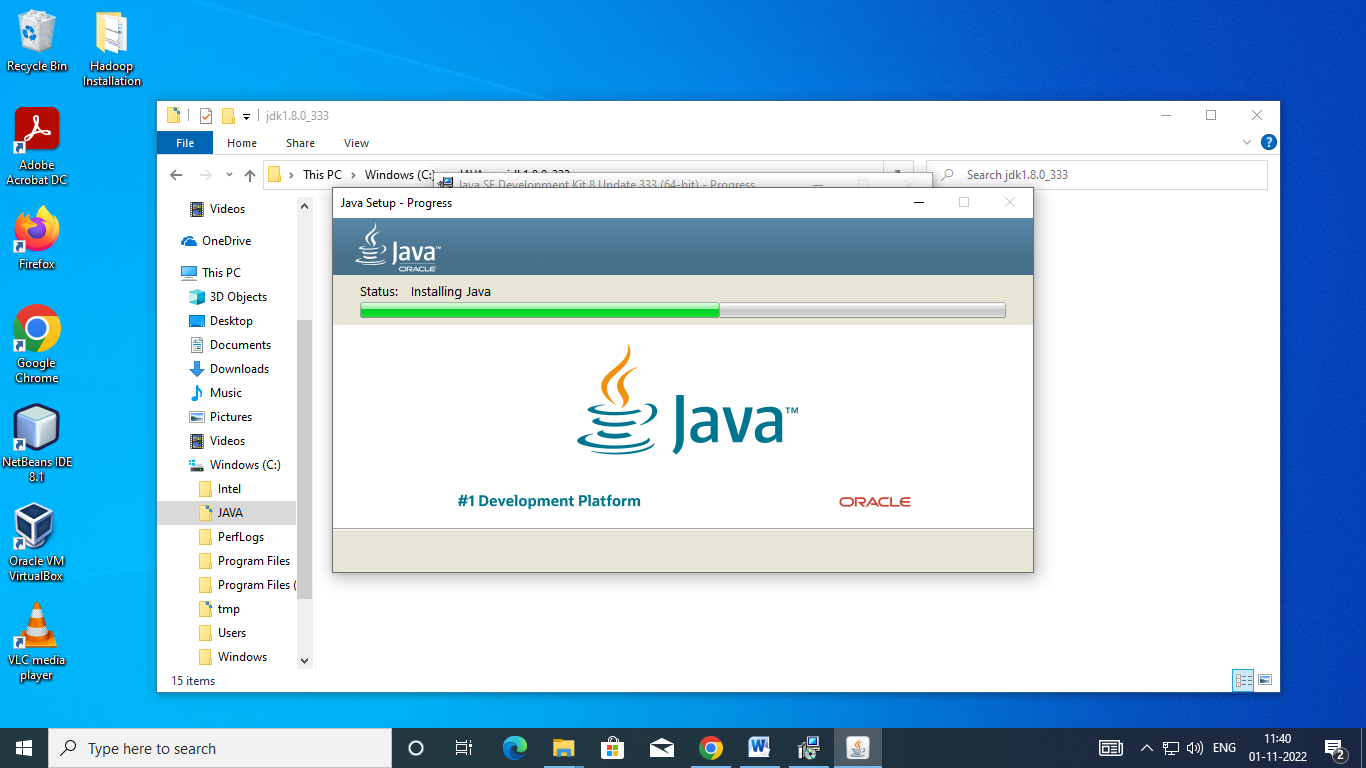 Recycle Bin
Hadoop
Installation
Adobe
Acrobat DC
Firefox
Google
Chrome
NetBeans IDE
8.1
Oracle VM
VirtualBox
VLC media
player
jdk1.8.0_333
File Home Share View
This PC Windows (C:)
Search jdk1.8.0_333
Java SE Development Kit 8 Update 333 (64-bit) - Progress
Videos
OneDrive
This PC
3D Objects
Desktop
Documents
Downloads
Music
Pictures
Videos
Windows (C:)
Intel
JAVA
PerfLogs
Program Files
Program Files (
tmp
Users
Windows
15 items
Java Setup - Progress
Java™
ORACLE
Status: Installing Java
Java™
#1 Development Platform
ORACLE
Type here to search
ENG
11:40
01-11-2022
2